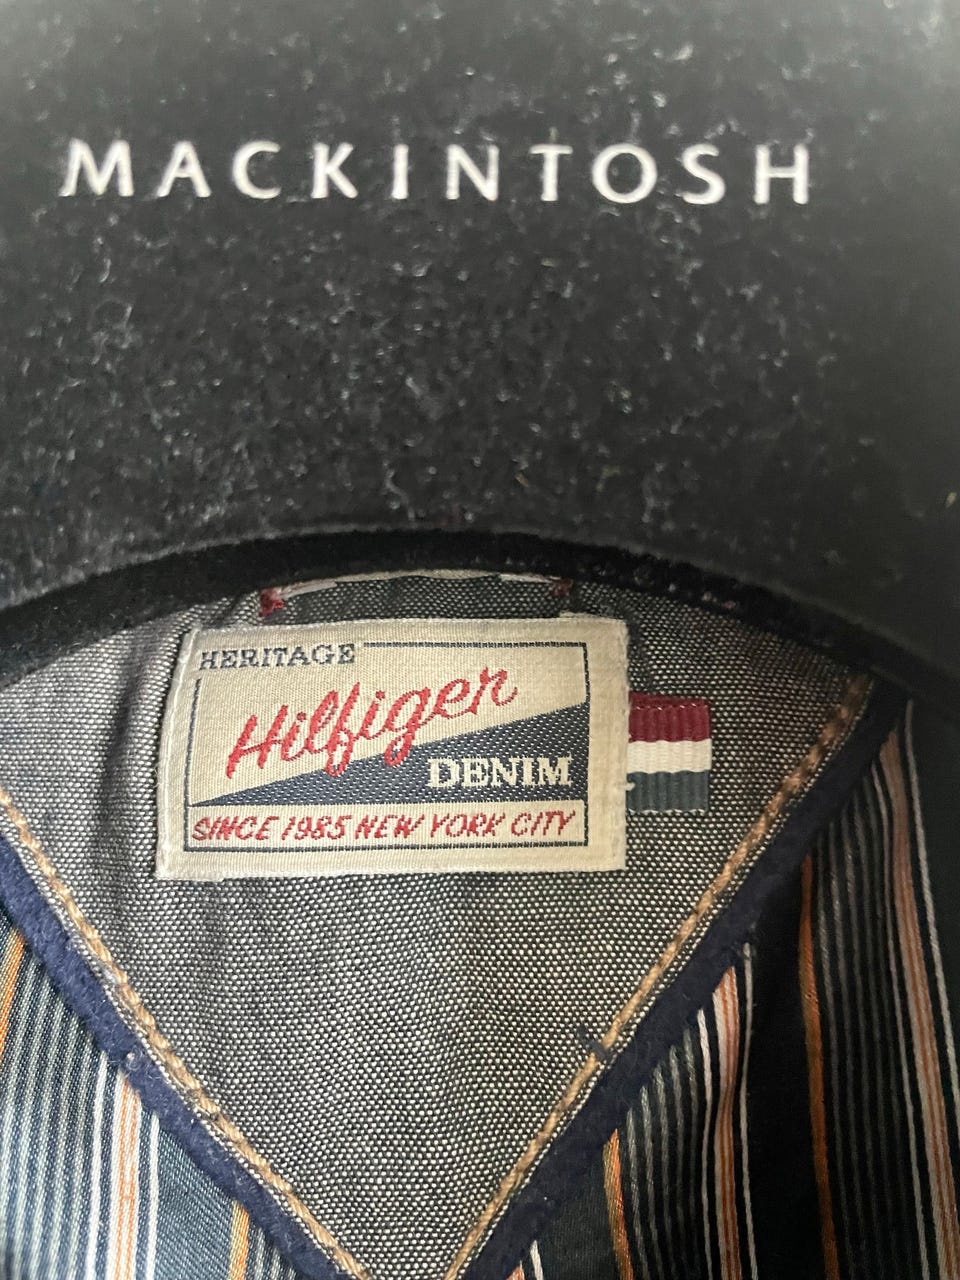 MACKINTOSH
HERITAGE
Hilfiger
DENIM
SINCE 1985 NEW YORK CITY